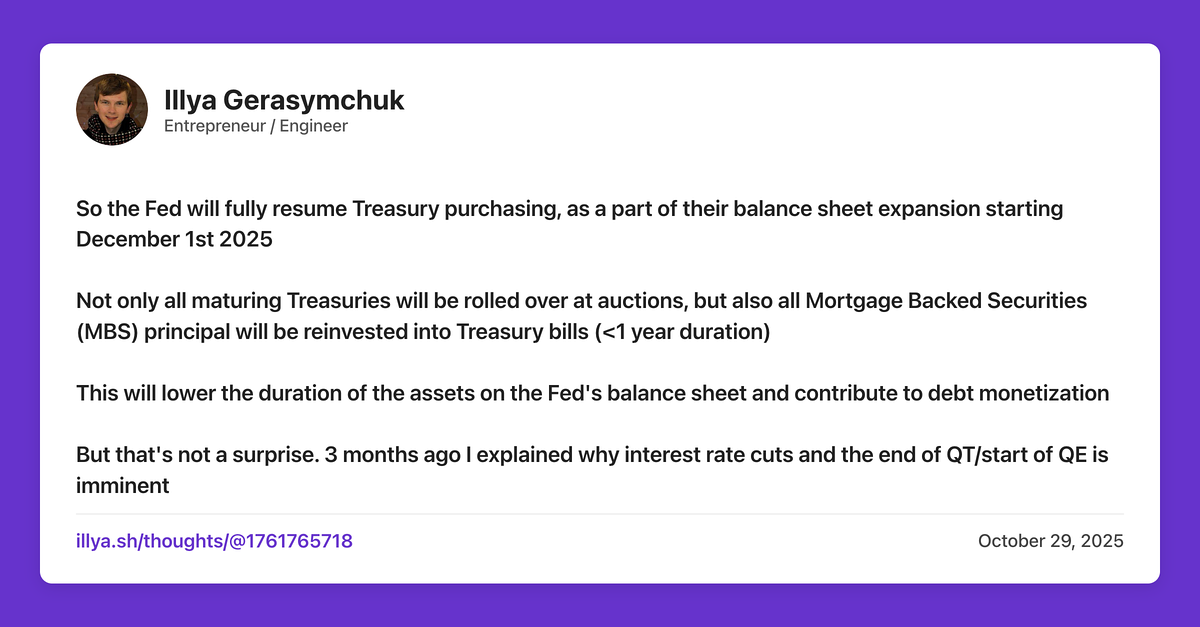 Illya Gerasymchuk
Entrepreneur / Engineer
So the Fed will fully resume Treasury purchasing, as a part of their balance sheet expansion starting
December 1st 2025
Not only all maturing Treasuries will be rolled over at auctions, but also all Mortgage Backed Securities
(MBS) principal will be reinvested into Treasury bills (<1 year duration)
This will lower the duration of the assets on the Fed's balance sheet and contribute to debt monetization
But that's not a surprise. 3 months ago I explained why interest rate cuts and the end of QT/start of QE is
imminent
illya.sh/thoughts/@1761765718
October 29, 2025